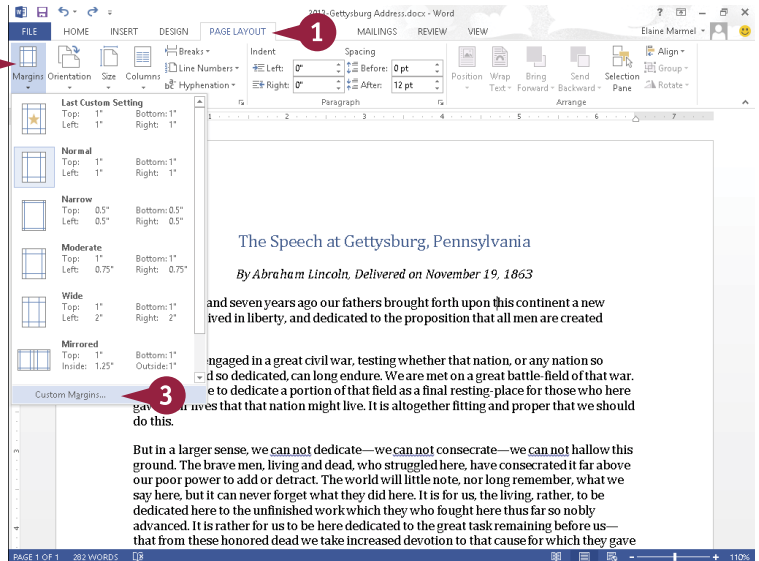 2013-Gettysburg Address.docx - Word
FILE HOME INSERT DESIGN PAGE LAYOUT MAILINGS REVIEW VIEW Elaine Marmel
1
Margins Orientation Size Columns
Breaks
Line Numbers
Hyphenation
Indent
Left: 0"
Right: 0"
Spacing
Before: 0 pt
After: 12 pt
Paragraph
Position
Wrap Text
Bring Forward
Send Backward
Selection Pane
Align
Group
Rotate
Arrange
1 2 3 4 5 6 7
Last Custom Setting
Top: 1" Bottom: 1"
Left: 1" Right: 1"
Normal
Top: 1" Bottom: 1"
Left: 1" Right: 1"
Narrow
Top: 0.5" Bottom: 0.5"
Left: 0.5" Right: 0.5"
Moderate
Top: 1" Bottom: 1"
Left: 0.75" Right: 0.75"
Wide
Top: 1" Bottom: 1"
Left: 2" Right: 2"
Mirrored
Top: 1" Bottom: 1"
Inside: 1.25" Outside: 1"
Custom Margins...
3
The Speech at Gettysburg, Pennsylvania
By Abraham Lincoln, Delivered on November 19, 1863
and seven years ago our fathers brought forth upon this continent a new
ived in liberty, and dedicated to the proposition that all men are created
engaged in a great civil war, testing whether that nation, or any nation so
d so dedicated, can long endure. We are met on a great battle-field of that war.
e to dedicate a portion of that field as a final resting-place for those who here
lives that that nation might live. It is altogether fitting and proper that we should
do this.
But in a larger sense, we can not dedicate—we can not consecrate—we can not hallow this
ground. The brave men, living and dead, who struggled here, have consecrated it far above
our poor power to add or detract. The world will little note, nor long remember, what we
say here, but it can never forget what they did here. It is for us, the living, rather, to be
dedicated here to the unfinished work which they who fought here thus far so nobly
advanced. It is rather for us to be here dedicated to the great task remaining before us—
that from these honored dead we take increased devotion to that cause for which they gave
3
4
PAGE 1 OF 1 282 WORDS 110%